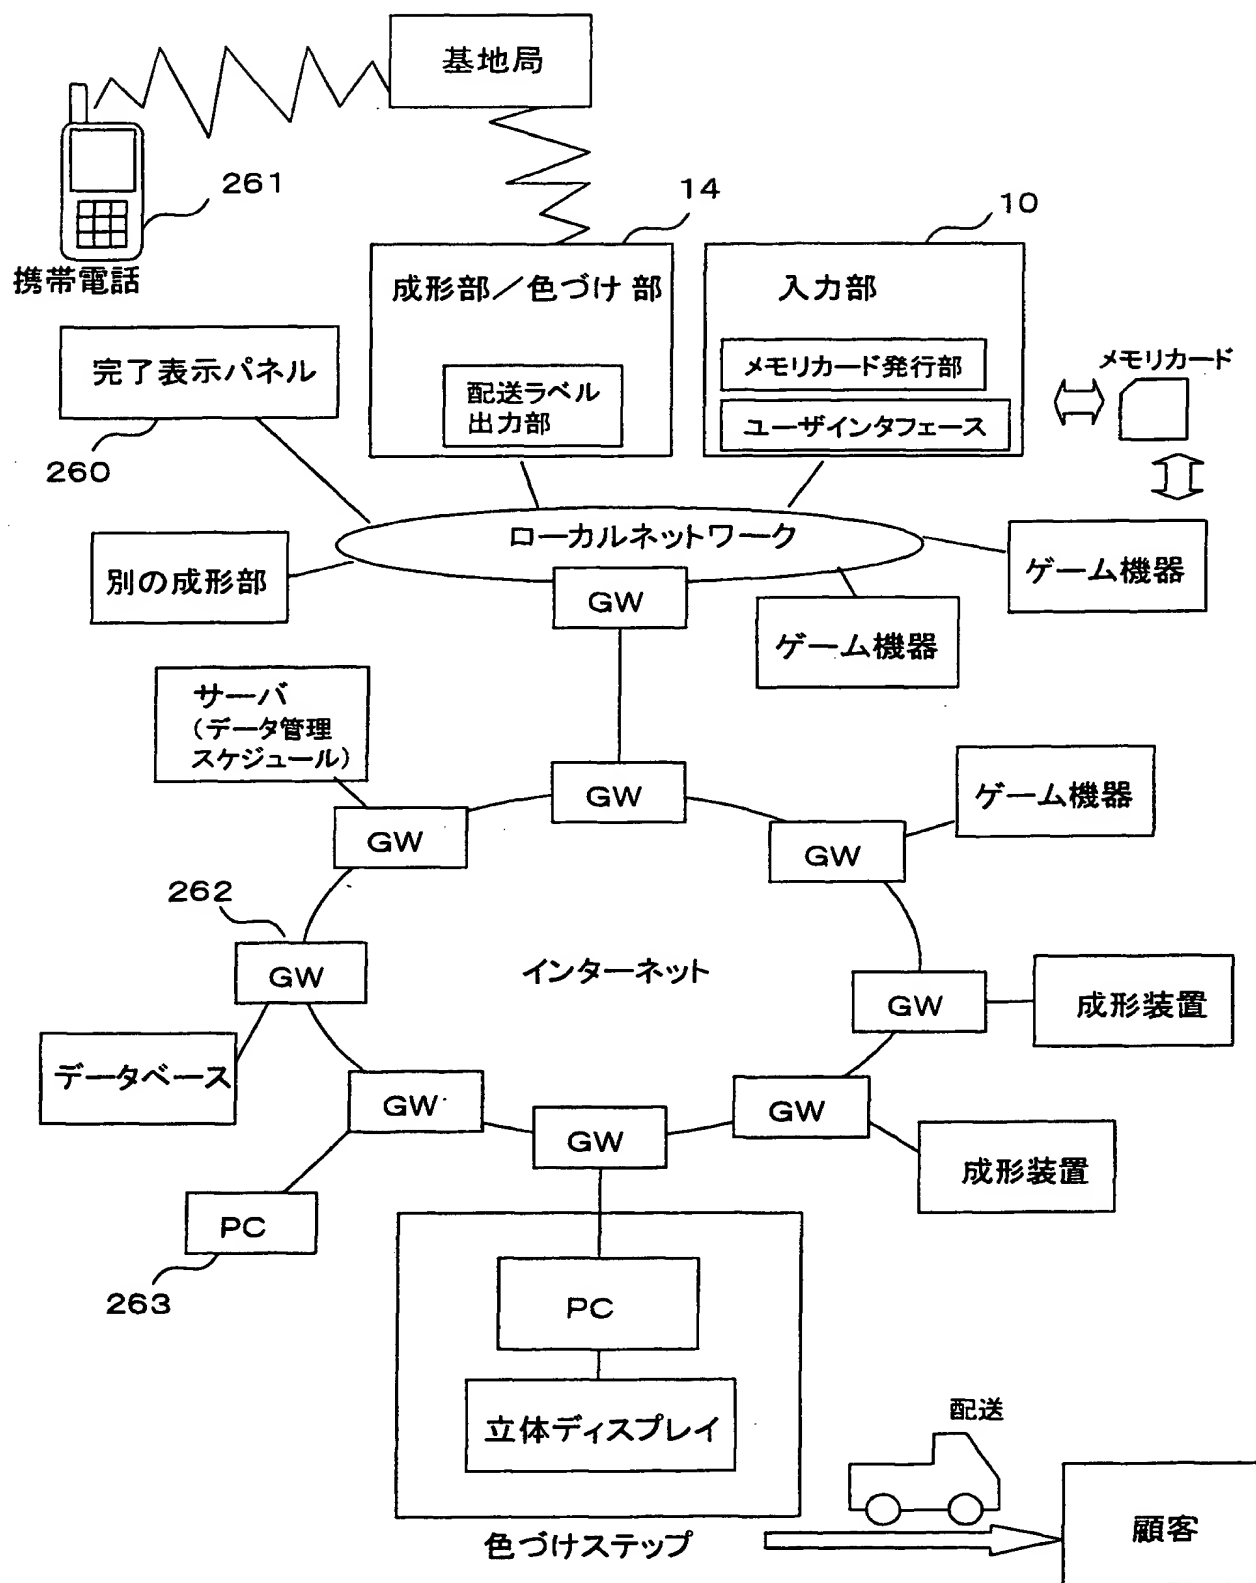 基地局
261
14
10
携帯電話
成形部／色づけ部
入力部
完了表示パネル
配送ラベル
出力部
メモリカード発行部
ユーザインタフェース
メモリカード
260
ローカルネットワーク
別の成形部
GW
ゲーム機器
ゲーム機器
サーバ
(データ管理
スケジュール)
GW
GW
GW
ゲーム機器
262
GW
インターネット
GW
成形装置
データベース
GW
GW
GW
成形装置
PC
263
PC
立体ディスプレイ
色づけステップ
配送
顧客